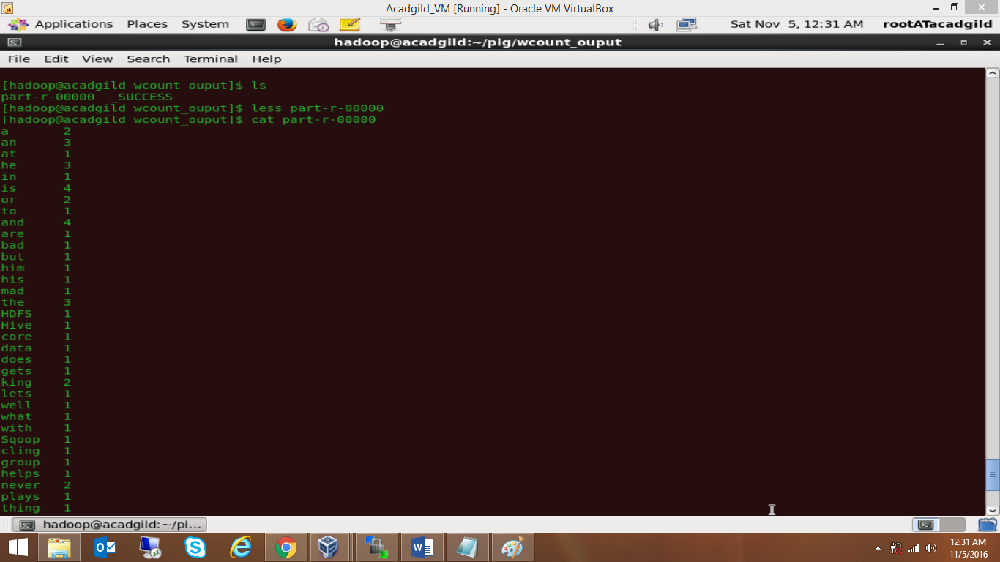 Acadgild_VM [Running] - Oracle VM VirtualBox
Applications Places System Sat Nov 5, 12:31 AM rootATacadgild
hadoop@acadgild:~/pig/wcount_ouput
File Edit View Search Terminal Help
[hadoop@acadgild wcount_ouput]$ ls
part-r-00000 _SUCCESS
[hadoop@acadgild wcount_ouput]$ less part-r-00000
[hadoop@acadgild wcount_ouput]$ cat part-r-00000
a 2
an 3
at 1
he 3
in 1
is 4
or 2
to 1
and 4
are 1
bad 1
but 1
him 1
his 1
mad 1
the 3
HDFS 1
Hive 1
core 1
data 1
does 1
gets 1
king 2
lets 1
well 1
what 1
with 1
Sqoop 1
cling 1
group 1
helps 1
never 2
plays 1
thing 1
hadoop@acadgild:~/pi...
12:31 AM
11/5/2016